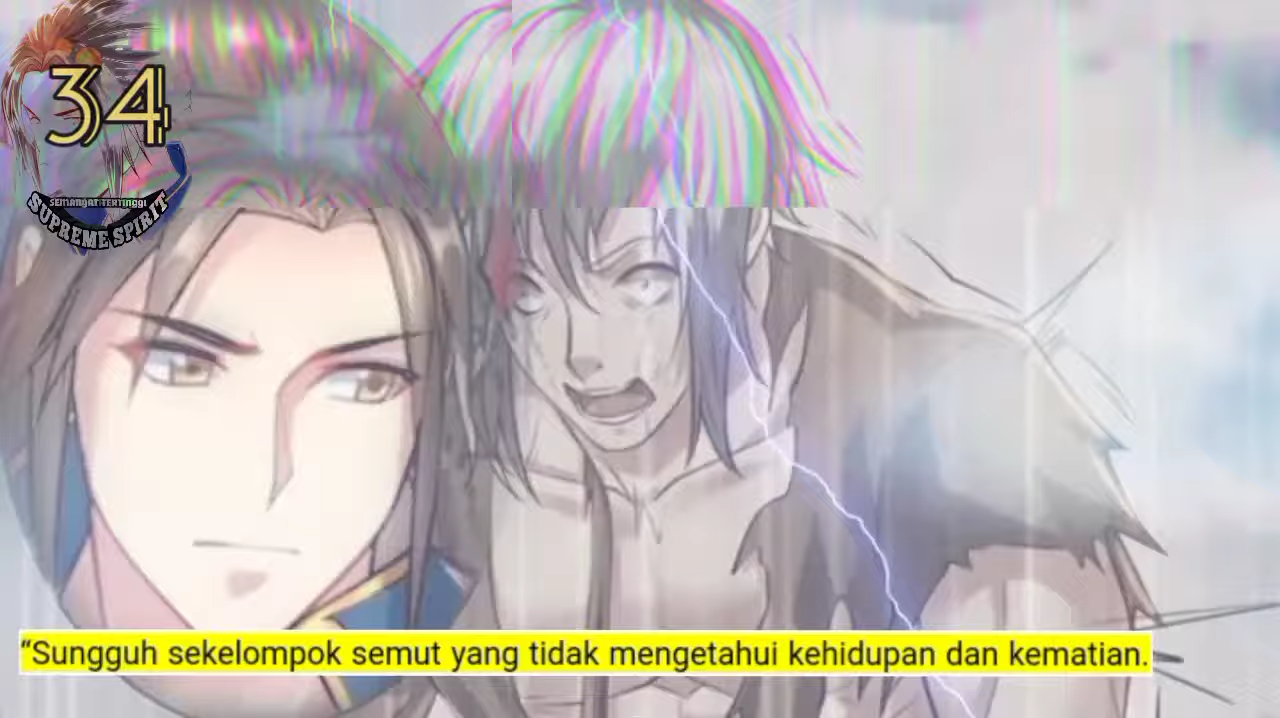 34
SEMANGAT TERTINGGI
SUPREME SPIRIT
“Sungguh sekelompok semut yang tidak mengetahui kehidupan dan kematian.